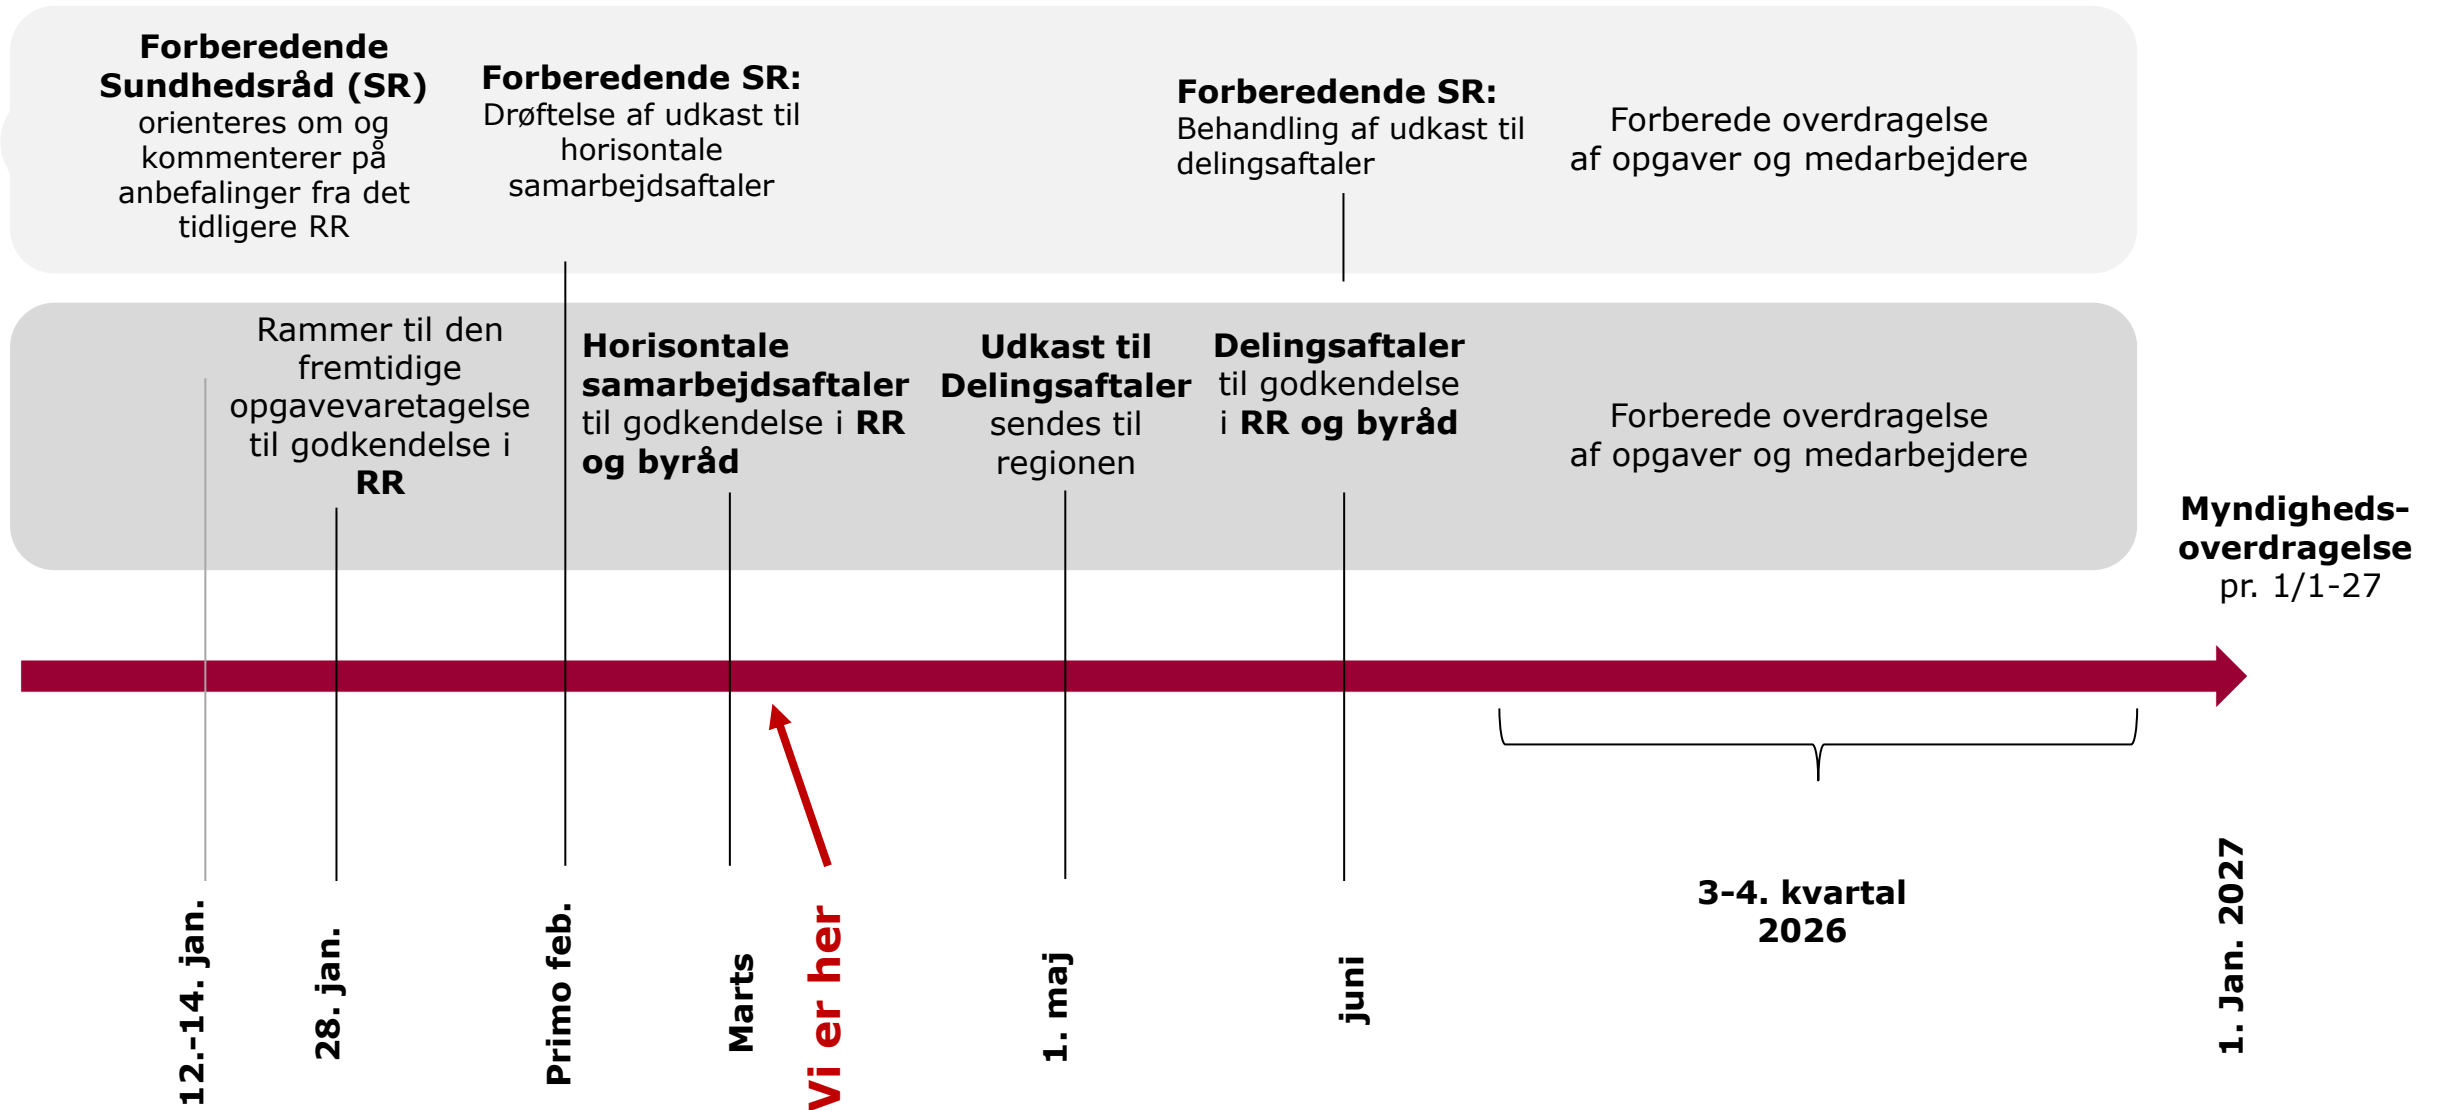 Forberedende
Sundhedsråd (SR)
orienteres om og
kommenterer på
anbefalinger fra det
tidligere RR
Forberedende SR:
Drøftelse af udkast til
horisontale
samarbejdsaftaler
Forberedende SR:
Behandling af udkast til
delingsaftaler
Forberede overdragelse
af opgaver og medarbejdere
Rammer til den
fremtidige
opgavevaretagelse
til godkendelse i
RR
Horisontale
samarbejdsaftaler
til godkendelse i RR
og byråd
Udkast til
Delingsaftaler
sendes til
regionen
Delingsaftaler
til godkendelse
i RR og byråd
Forberede overdragelse
af opgaver og medarbejdere
Myndigheds-
overdragelse
pr. 1/1-27
12.-14. jan.
28. jan.
Primo feb.
Marts
Vi er her
1. maj
juni
3-4. kvartal
2026
1. Jan. 2027